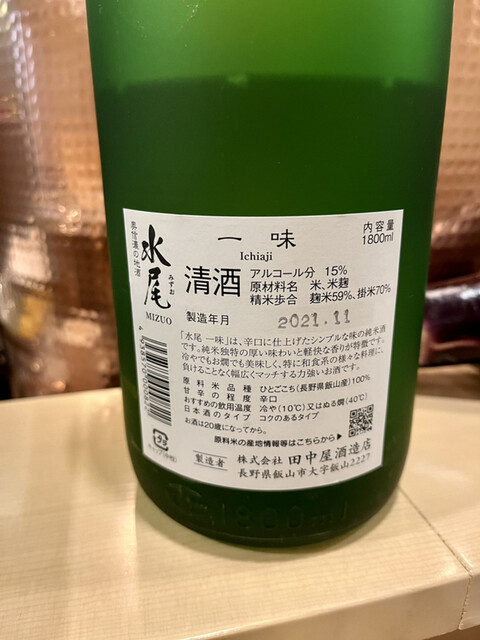 奥信濃の地酒
水尾
みずお
MIZUO
一味
Ichiaji
内容量
1800ml
清酒
アルコール分 15%
原材料名 米、米麹
精米歩合 麹米59%、掛米70%
製造年月 2021.11
「水尾 一味」は、辛口に仕上げたシンプルな味の純米酒
です。純米独特の厚い味わいと軽快な香りが特徴です。
冷やでもお燗でも美味しく、特に和食系の様々な料理に、
負けることなく幅広くマッチする力強いお酒です。
原料米品種 ひとごこち(長野県飯山産)100%
甘辛の程度 辛口
おすすめの飲用温度 冷や(10℃)又はぬる燗(40℃)
日本酒のタイプ コクのあるタイプ
お酒は20歳になってから。
原料米の産地情報等はこちらから
製造者 株式会社 田中屋酒造店
長野県飯山市大字飯山2227
1800ml